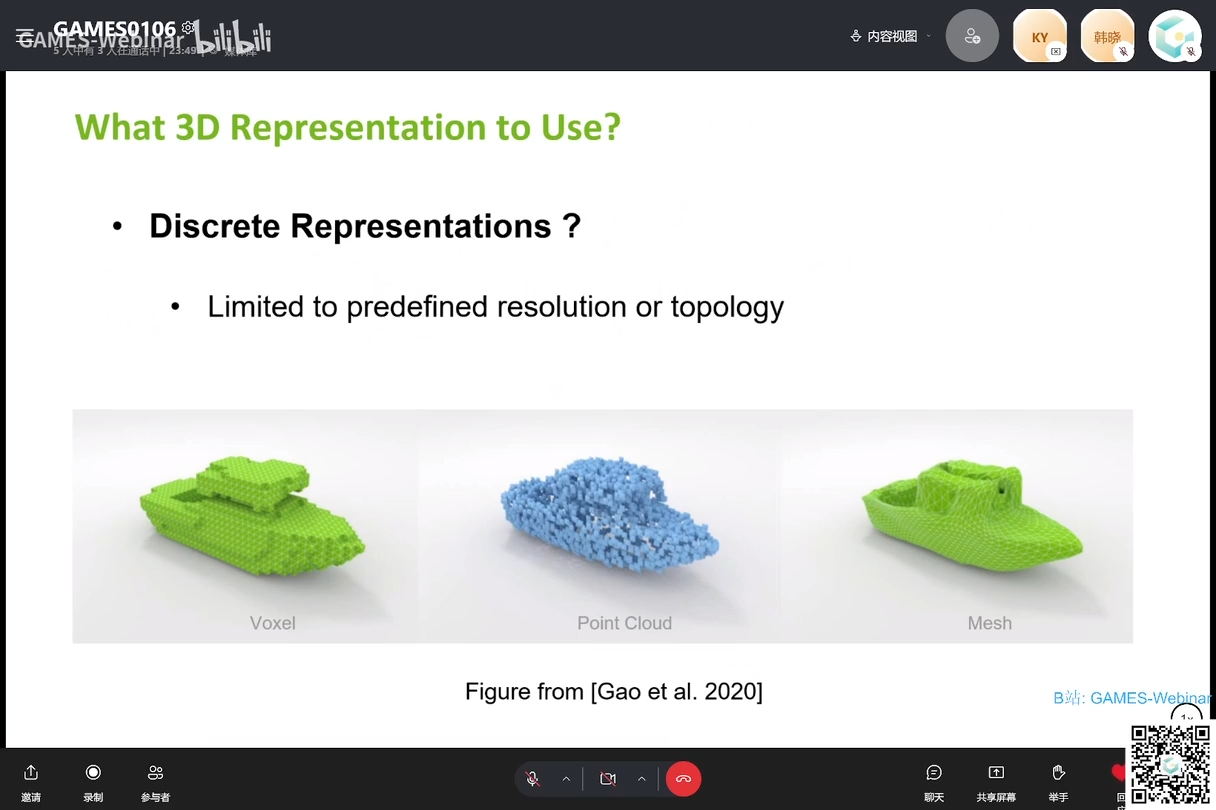 GAMES0106
GAMES-Webinar bilibili
5 人中有 3 人在通话中 | 23:49
内容视图
KY
韩晓
What 3D Representation to Use?
• Discrete Representations ?
• Limited to predefined resolution or topology
Voxel
Point Cloud
Mesh
Figure from [Gao et al. 2020]
B站: GAMES-Webinar
1x
邀请
录制
参与者
聊天
共享屏幕
举手